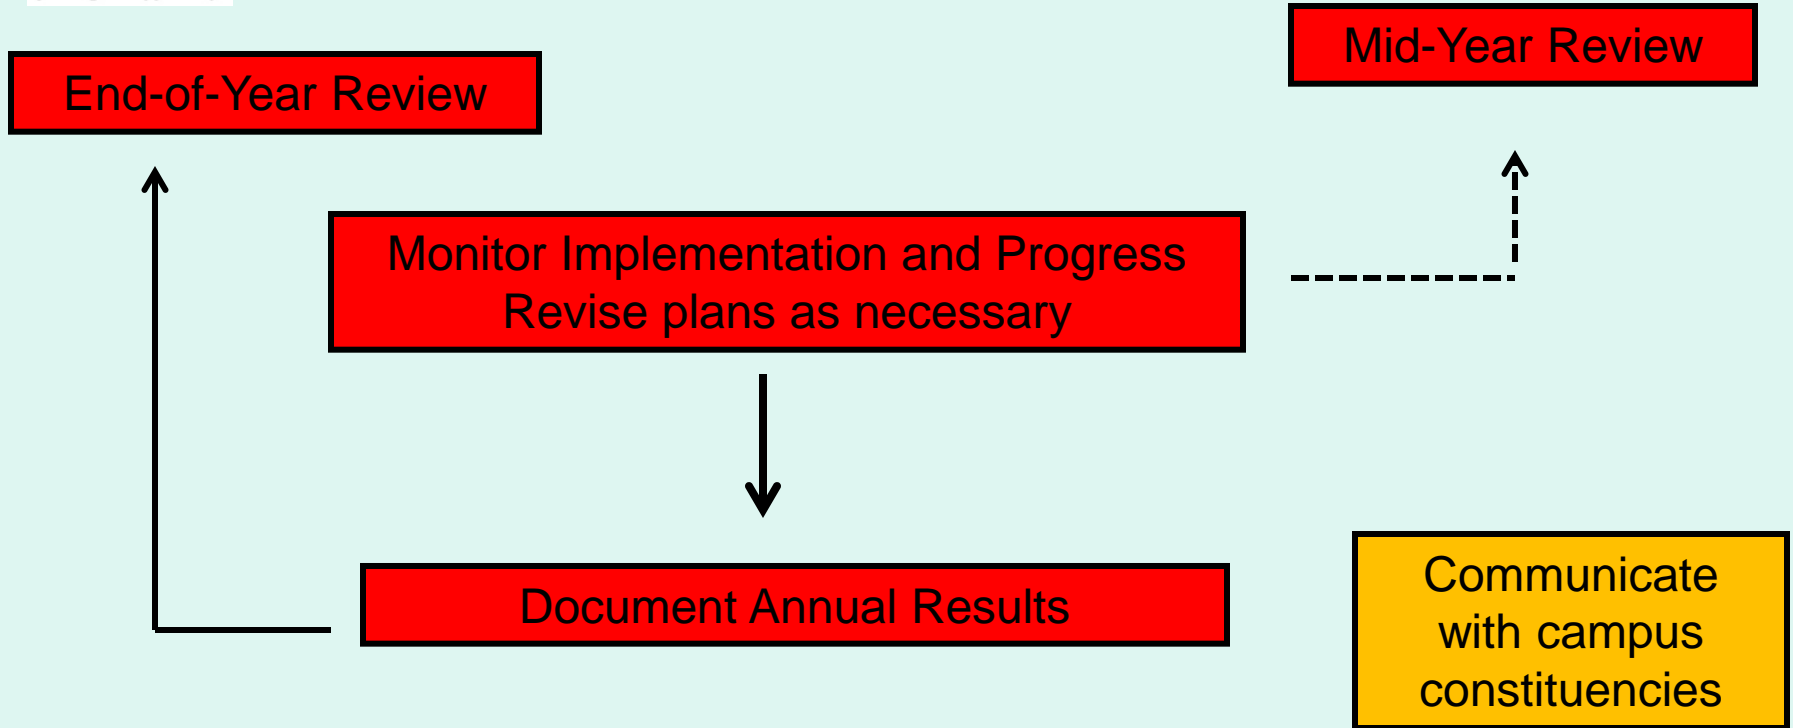 Mid-Year Review
End-of-Year Review
Monitor Implementation and Progress
Revise plans as necessary
Document Annual Results
Communicate
with campus
constituencies